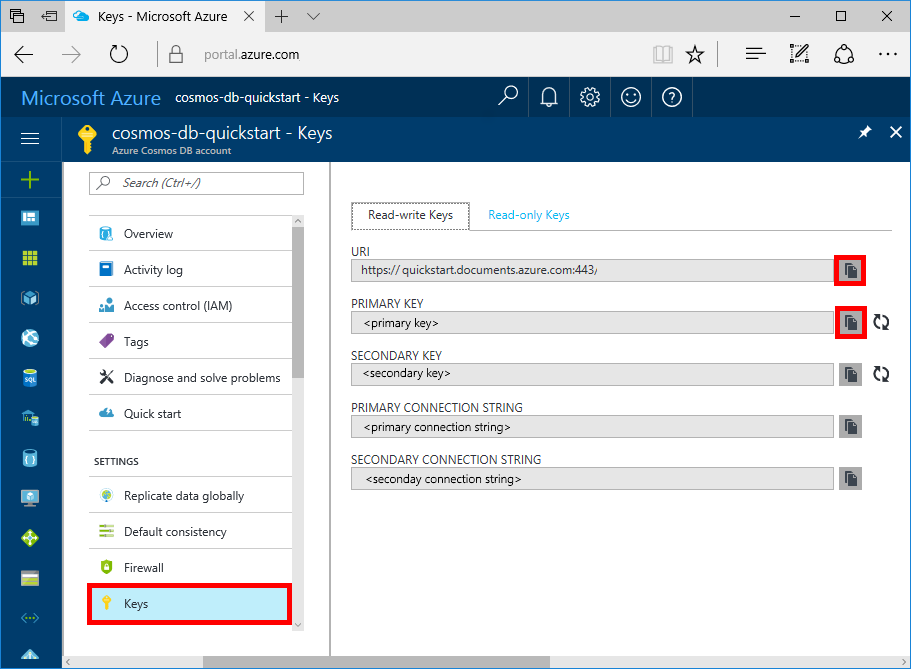 Keys - Microsoft Azure
portal.azure.com
Microsoft Azure cosmos-db-quickstart - Keys
cosmos-db-quickstart - Keys
Azure Cosmos DB account
Search (Ctrl+/)
Overview
Activity log
Access control (IAM)
Tags
Diagnose and solve problems
Quick start
SETTINGS
Replicate data globally
Default consistency
Firewall
Keys
Read-write Keys Read-only Keys
URI
https:// quickstart.documents.azure.com:443/
PRIMARY KEY
<primary key>
SECONDARY KEY
<secondary key>
PRIMARY CONNECTION STRING
<primary connection string>
SECONDARY CONNECTION STRING
<seconday connection string>
SQL